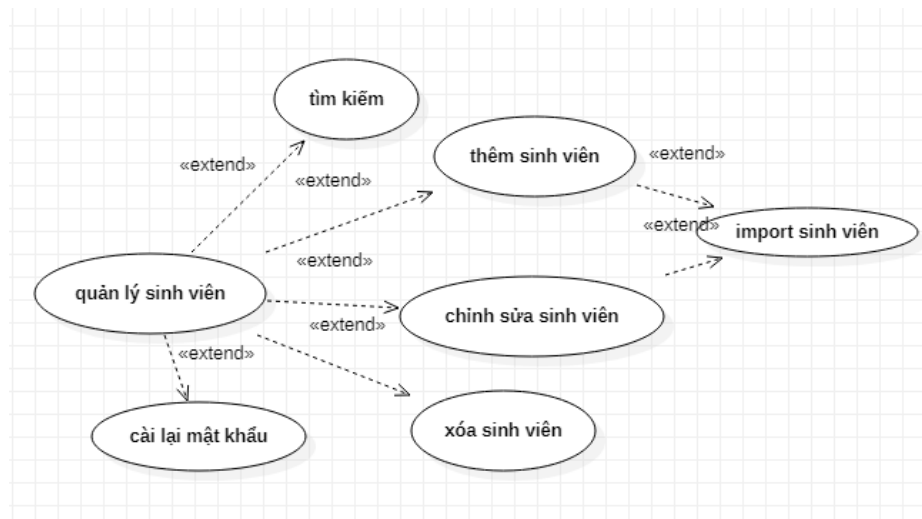 tìm kiếm
«extend»
thêm sinh viên
«extend»
«extend»
«extend»
import sinh viên
«extend»
quản lý sinh viên
chỉnh sửa sinh viên
«extend»
«extend»
cài lại mật khẩu
xóa sinh viên